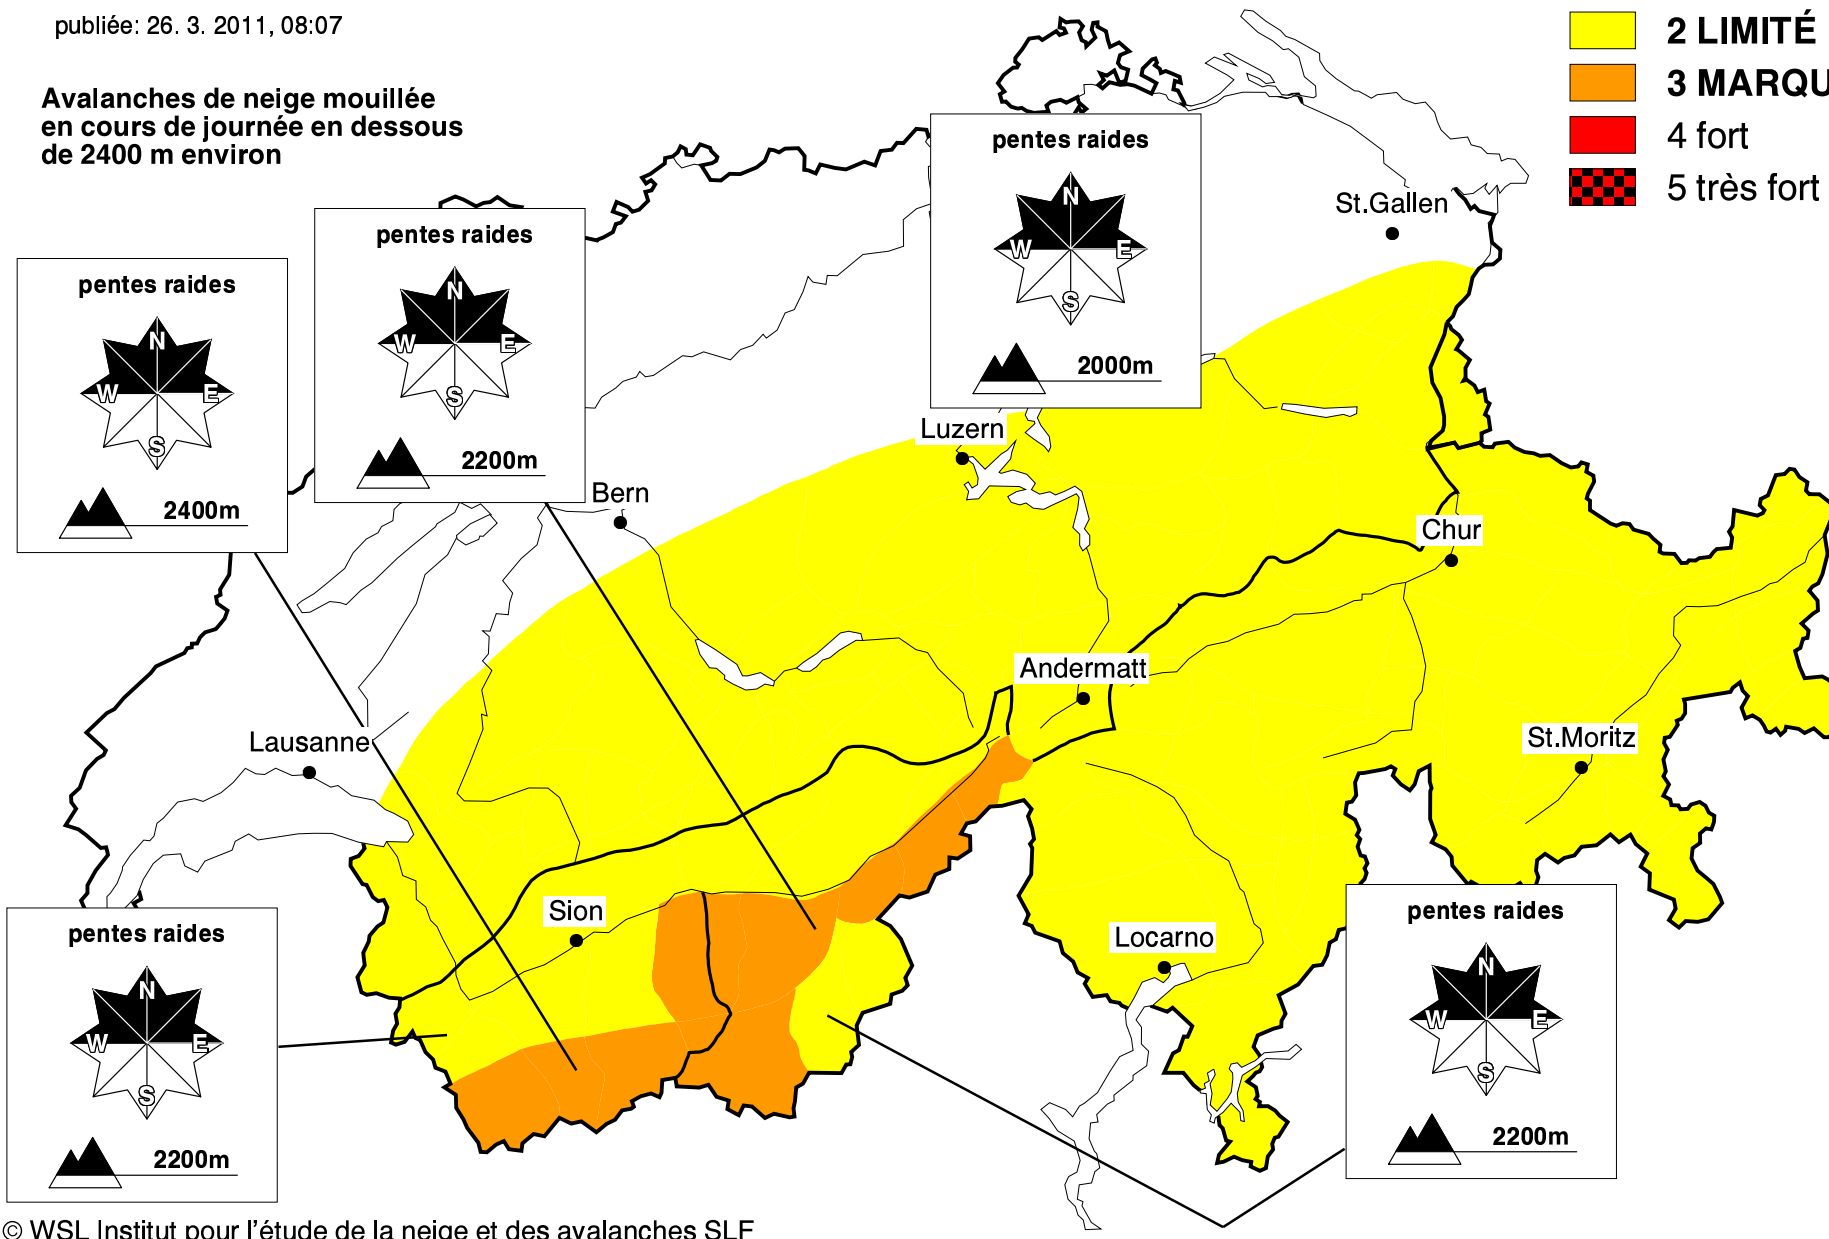 publiée: 26. 3. 2011, 08:07
Avalanches de neige mouillée
en cours de journée en dessous
de 2400 m environ
2 LIMITÉ
3 MARQU
4 fort
5 très fort
pentes raides
N
W E
S
2400m
pentes raides
N
W E
S
2200m
pentes raides
N
W E
S
2000m
St.Gallen
Luzern
Bern
Chur
Andermatt
St.Moritz
Lausanne
Sion
Locarno
pentes raides
N
W E
S
2200m
pentes raides
N
W E
S
2200m
© WSL Institut pour l'étude de la neige et des avalanches SLF